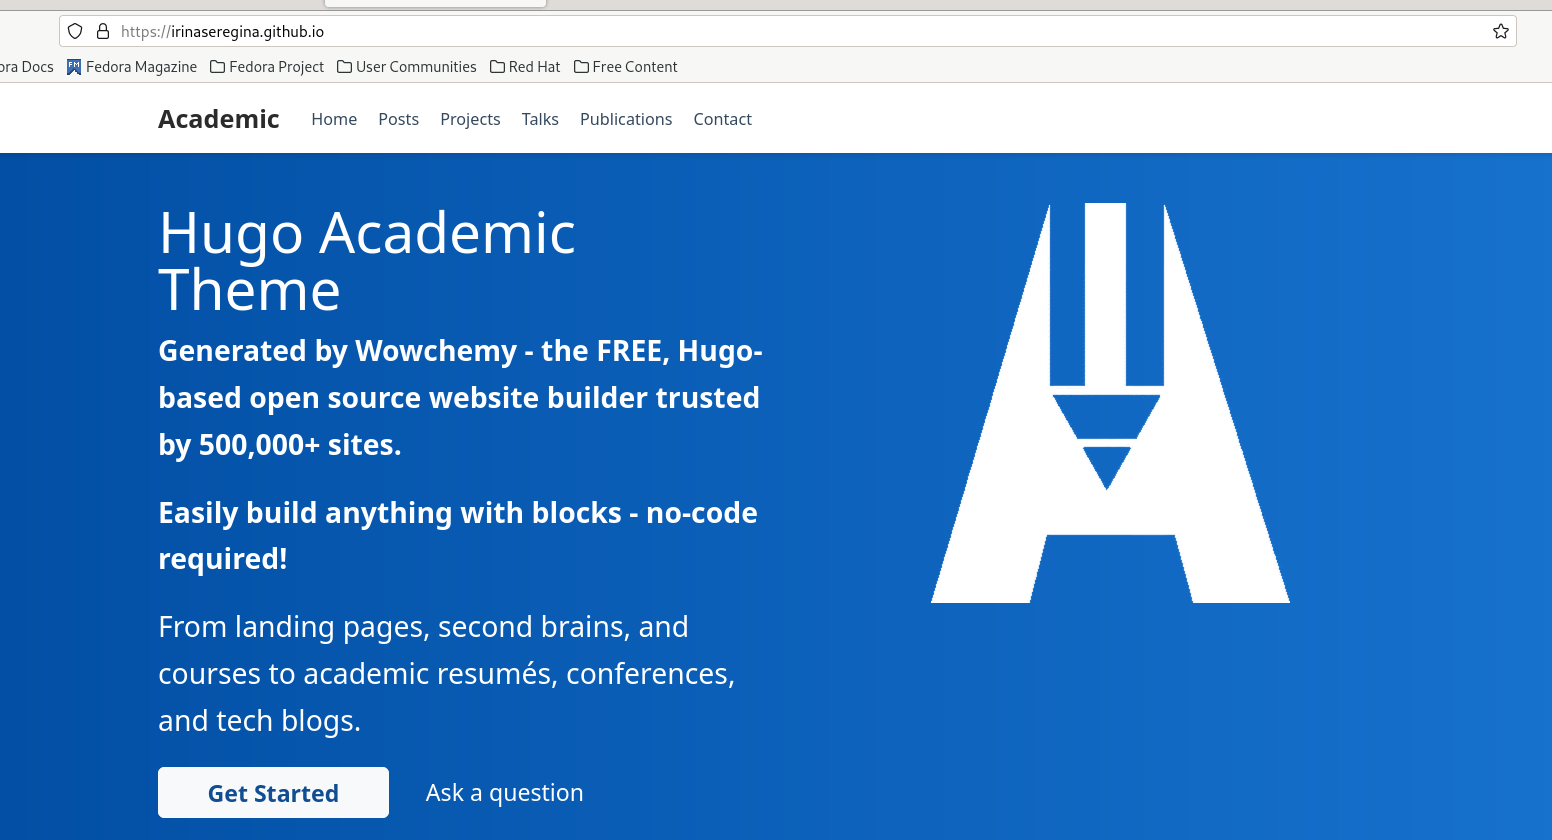 https://irinaseregina.github.io
ora Docs Fedora Magazine Fedora Project User Communities Red Hat Free Content
Academic Home Posts Projects Talks Publications Contact
Hugo Academic
Theme
Generated by Wowchemy - the FREE, Hugo-
based open source website builder trusted
by 500,000+ sites.
Easily build anything with blocks - no-code
required!
From landing pages, second brains, and
courses to academic resumés, conferences,
and tech blogs.
Get Started Ask a question